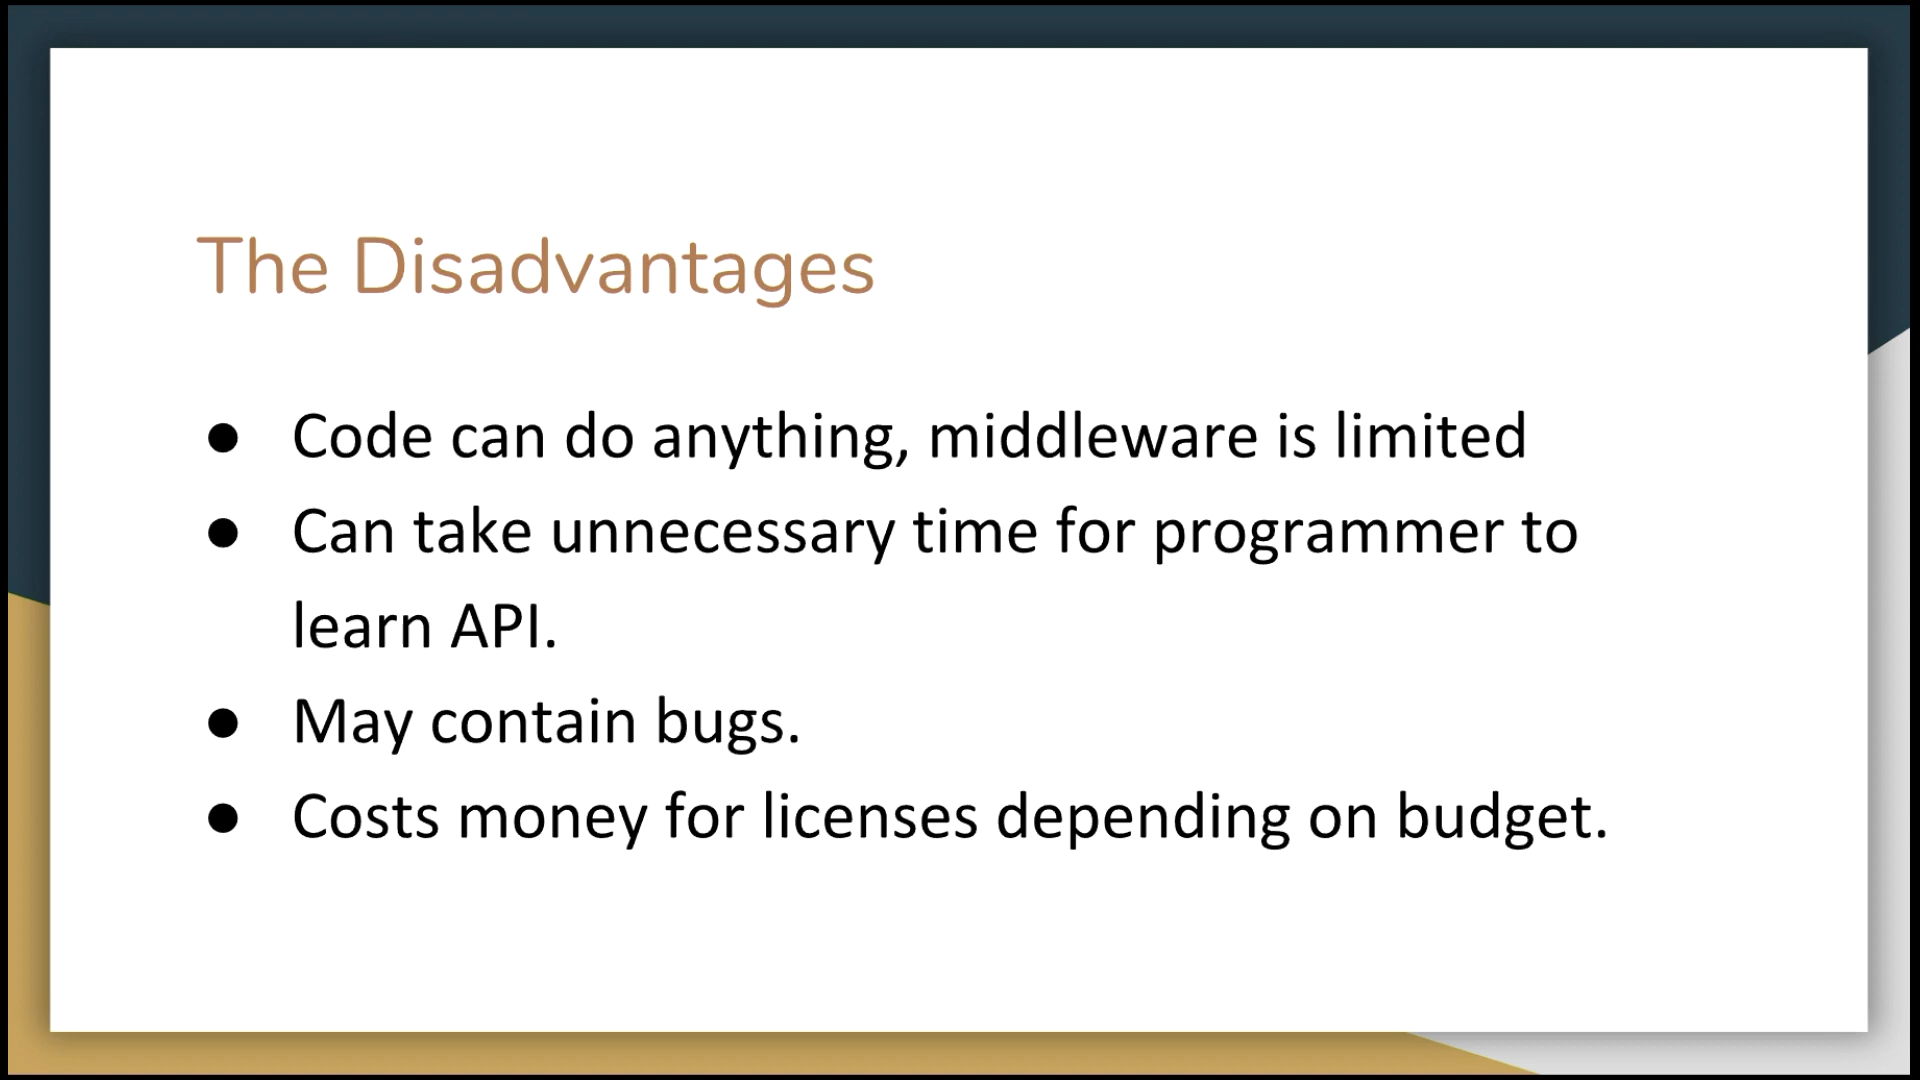 The Disadvantages
● Code can do anything, middleware is limited
● Can take unnecessary time for programmer to
learn API.
● May contain bugs.
● Costs money for licenses depending on budget.